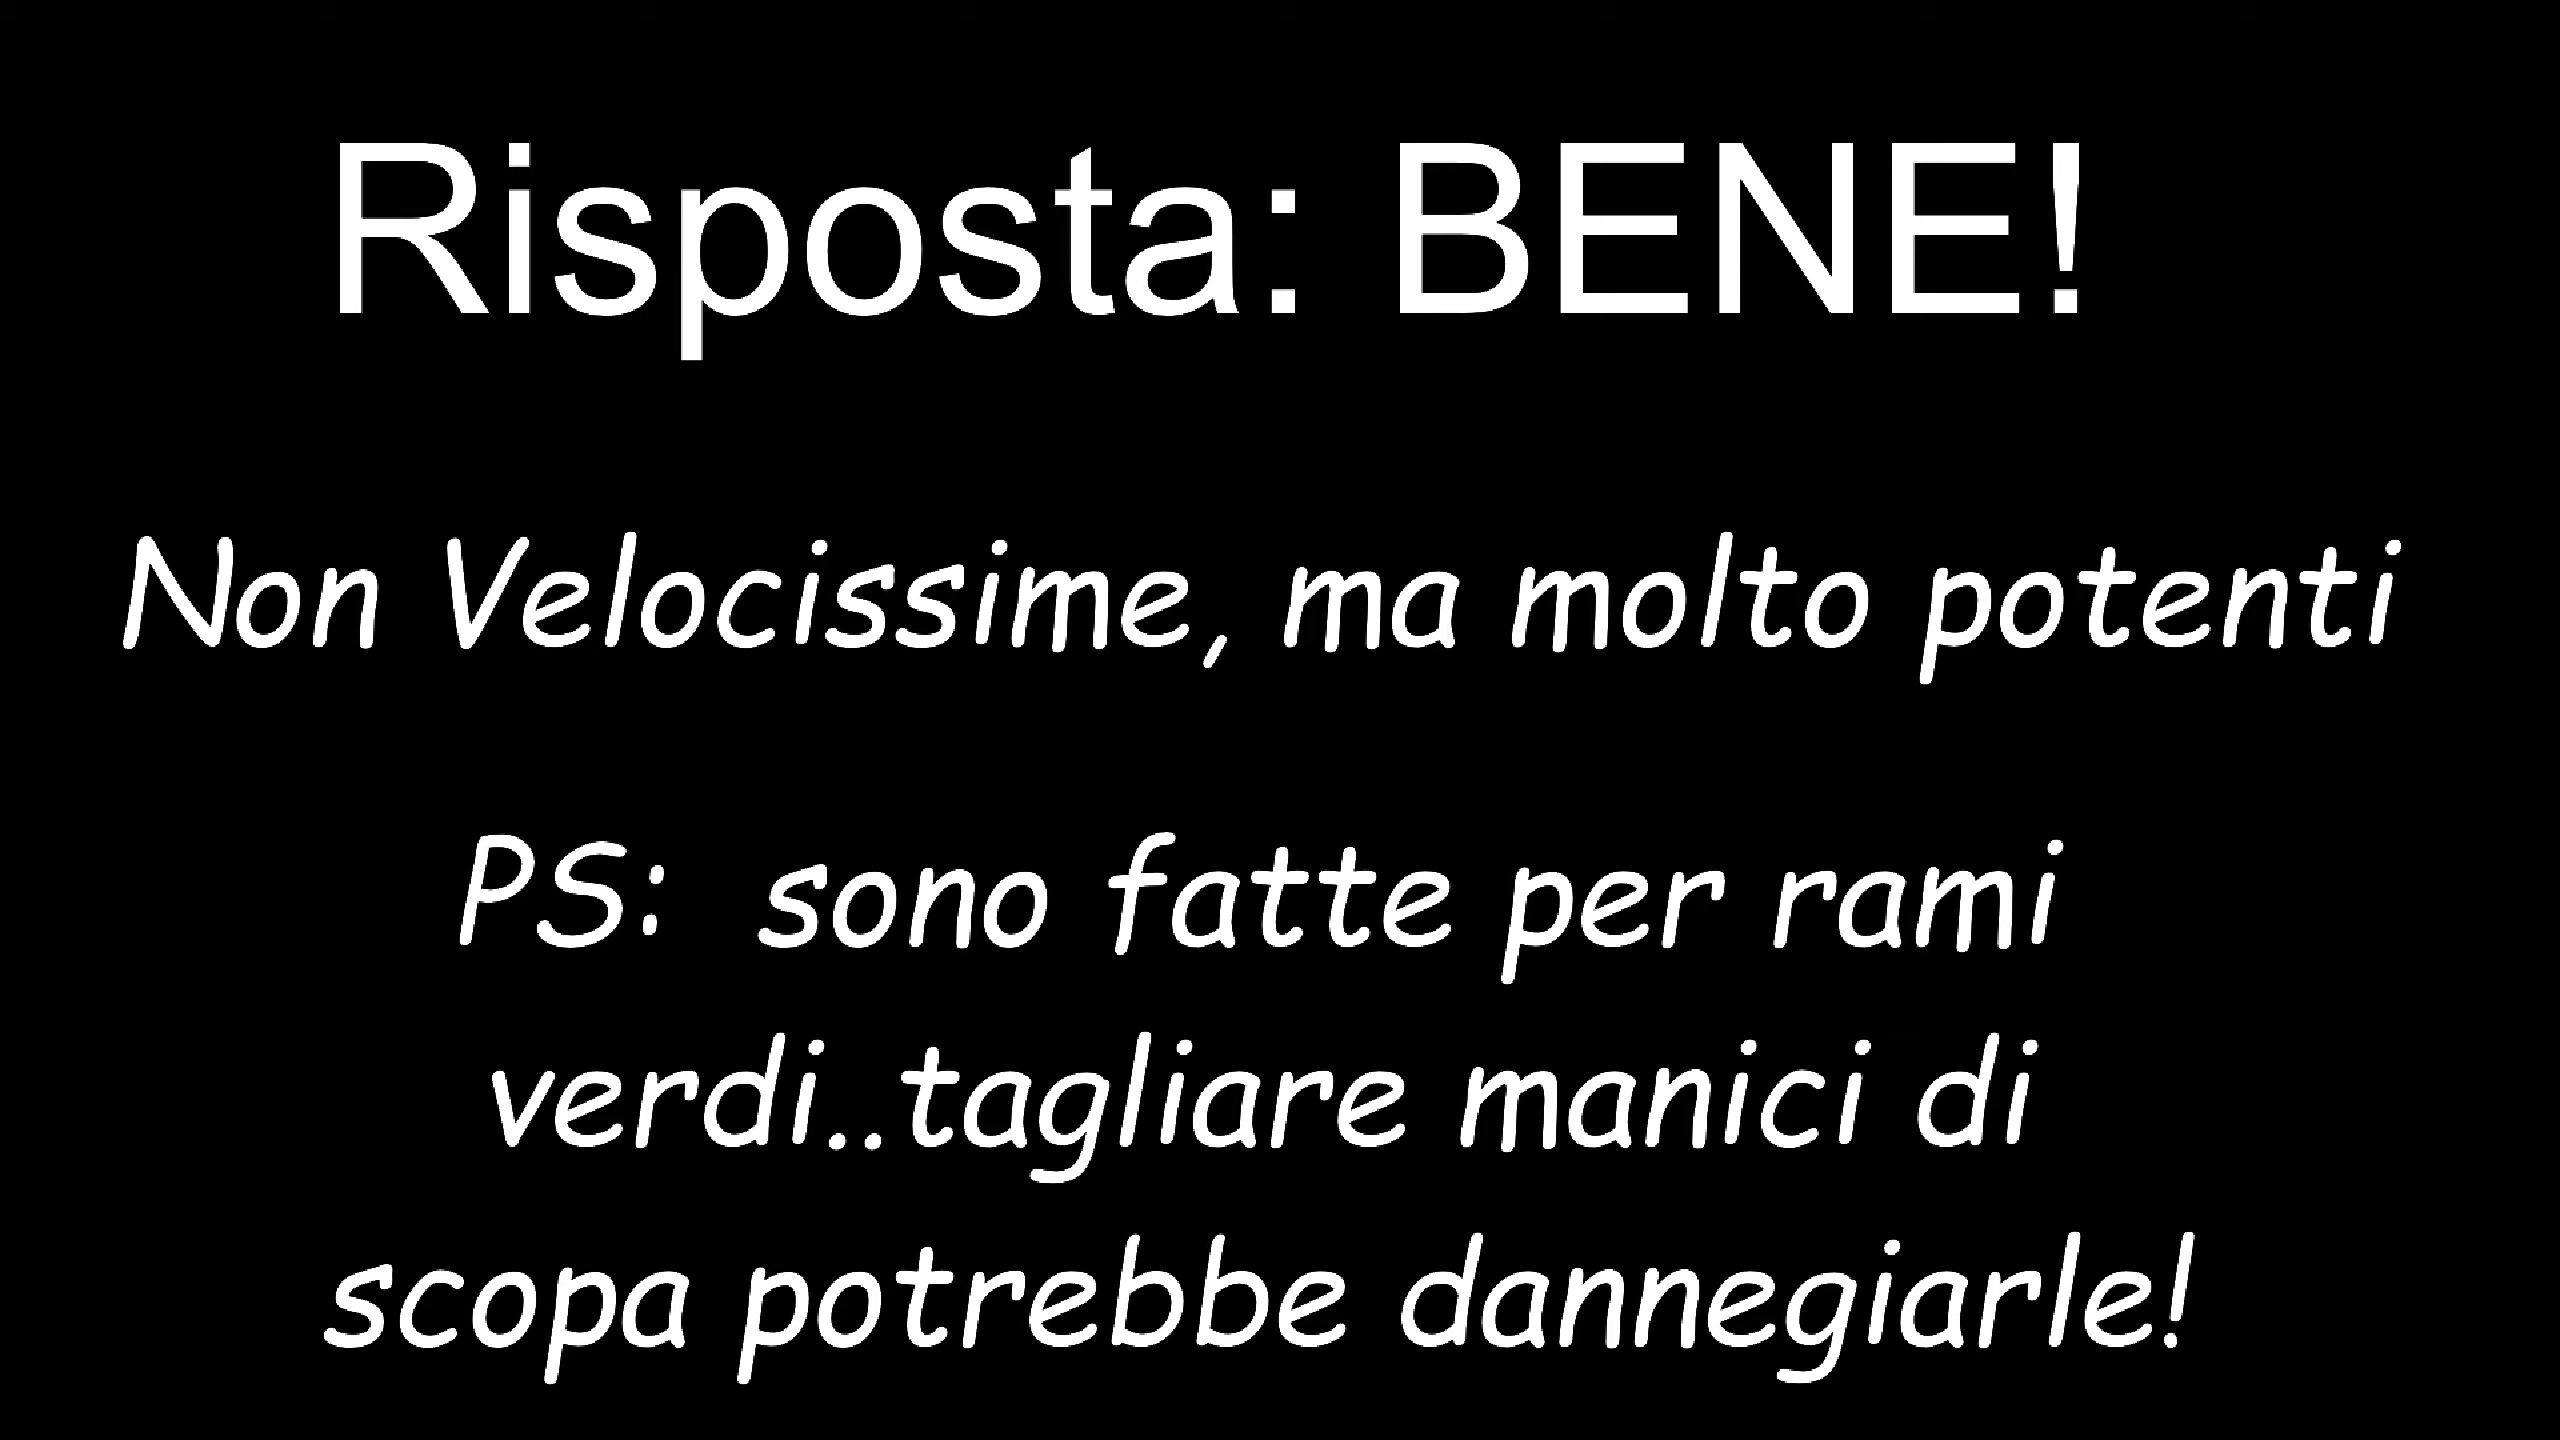 Risposta: BENE!
Non Velocissime, ma molto potenti
PS:  sono fatte per rami
verdi..tagliare manici di
scopa potrebbe dannegiarle!